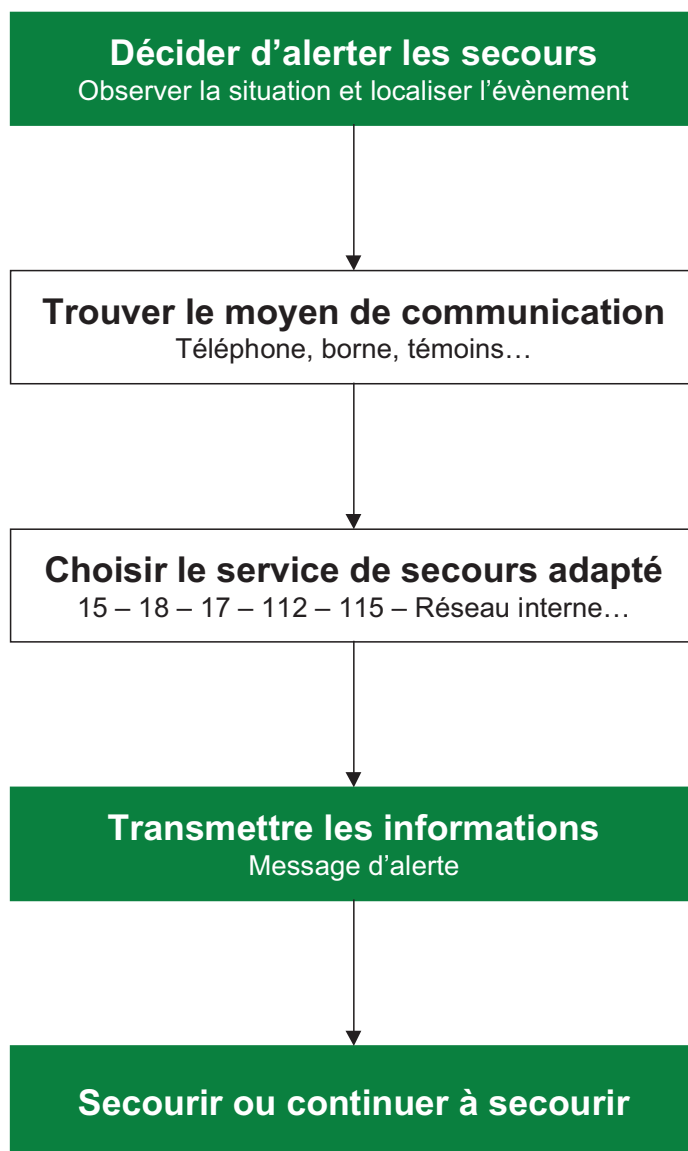 Décider d’alerter les secours
Observer la situation et localiser l’évènement
Trouver le moyen de communication
Téléphone, borne, témoins…
Choisir le service de secours adapté
15 – 18 – 17 – 112 – 115 – Réseau interne…
Transmettre les informations
Message d’alerte
Secourir ou continuer à secourir